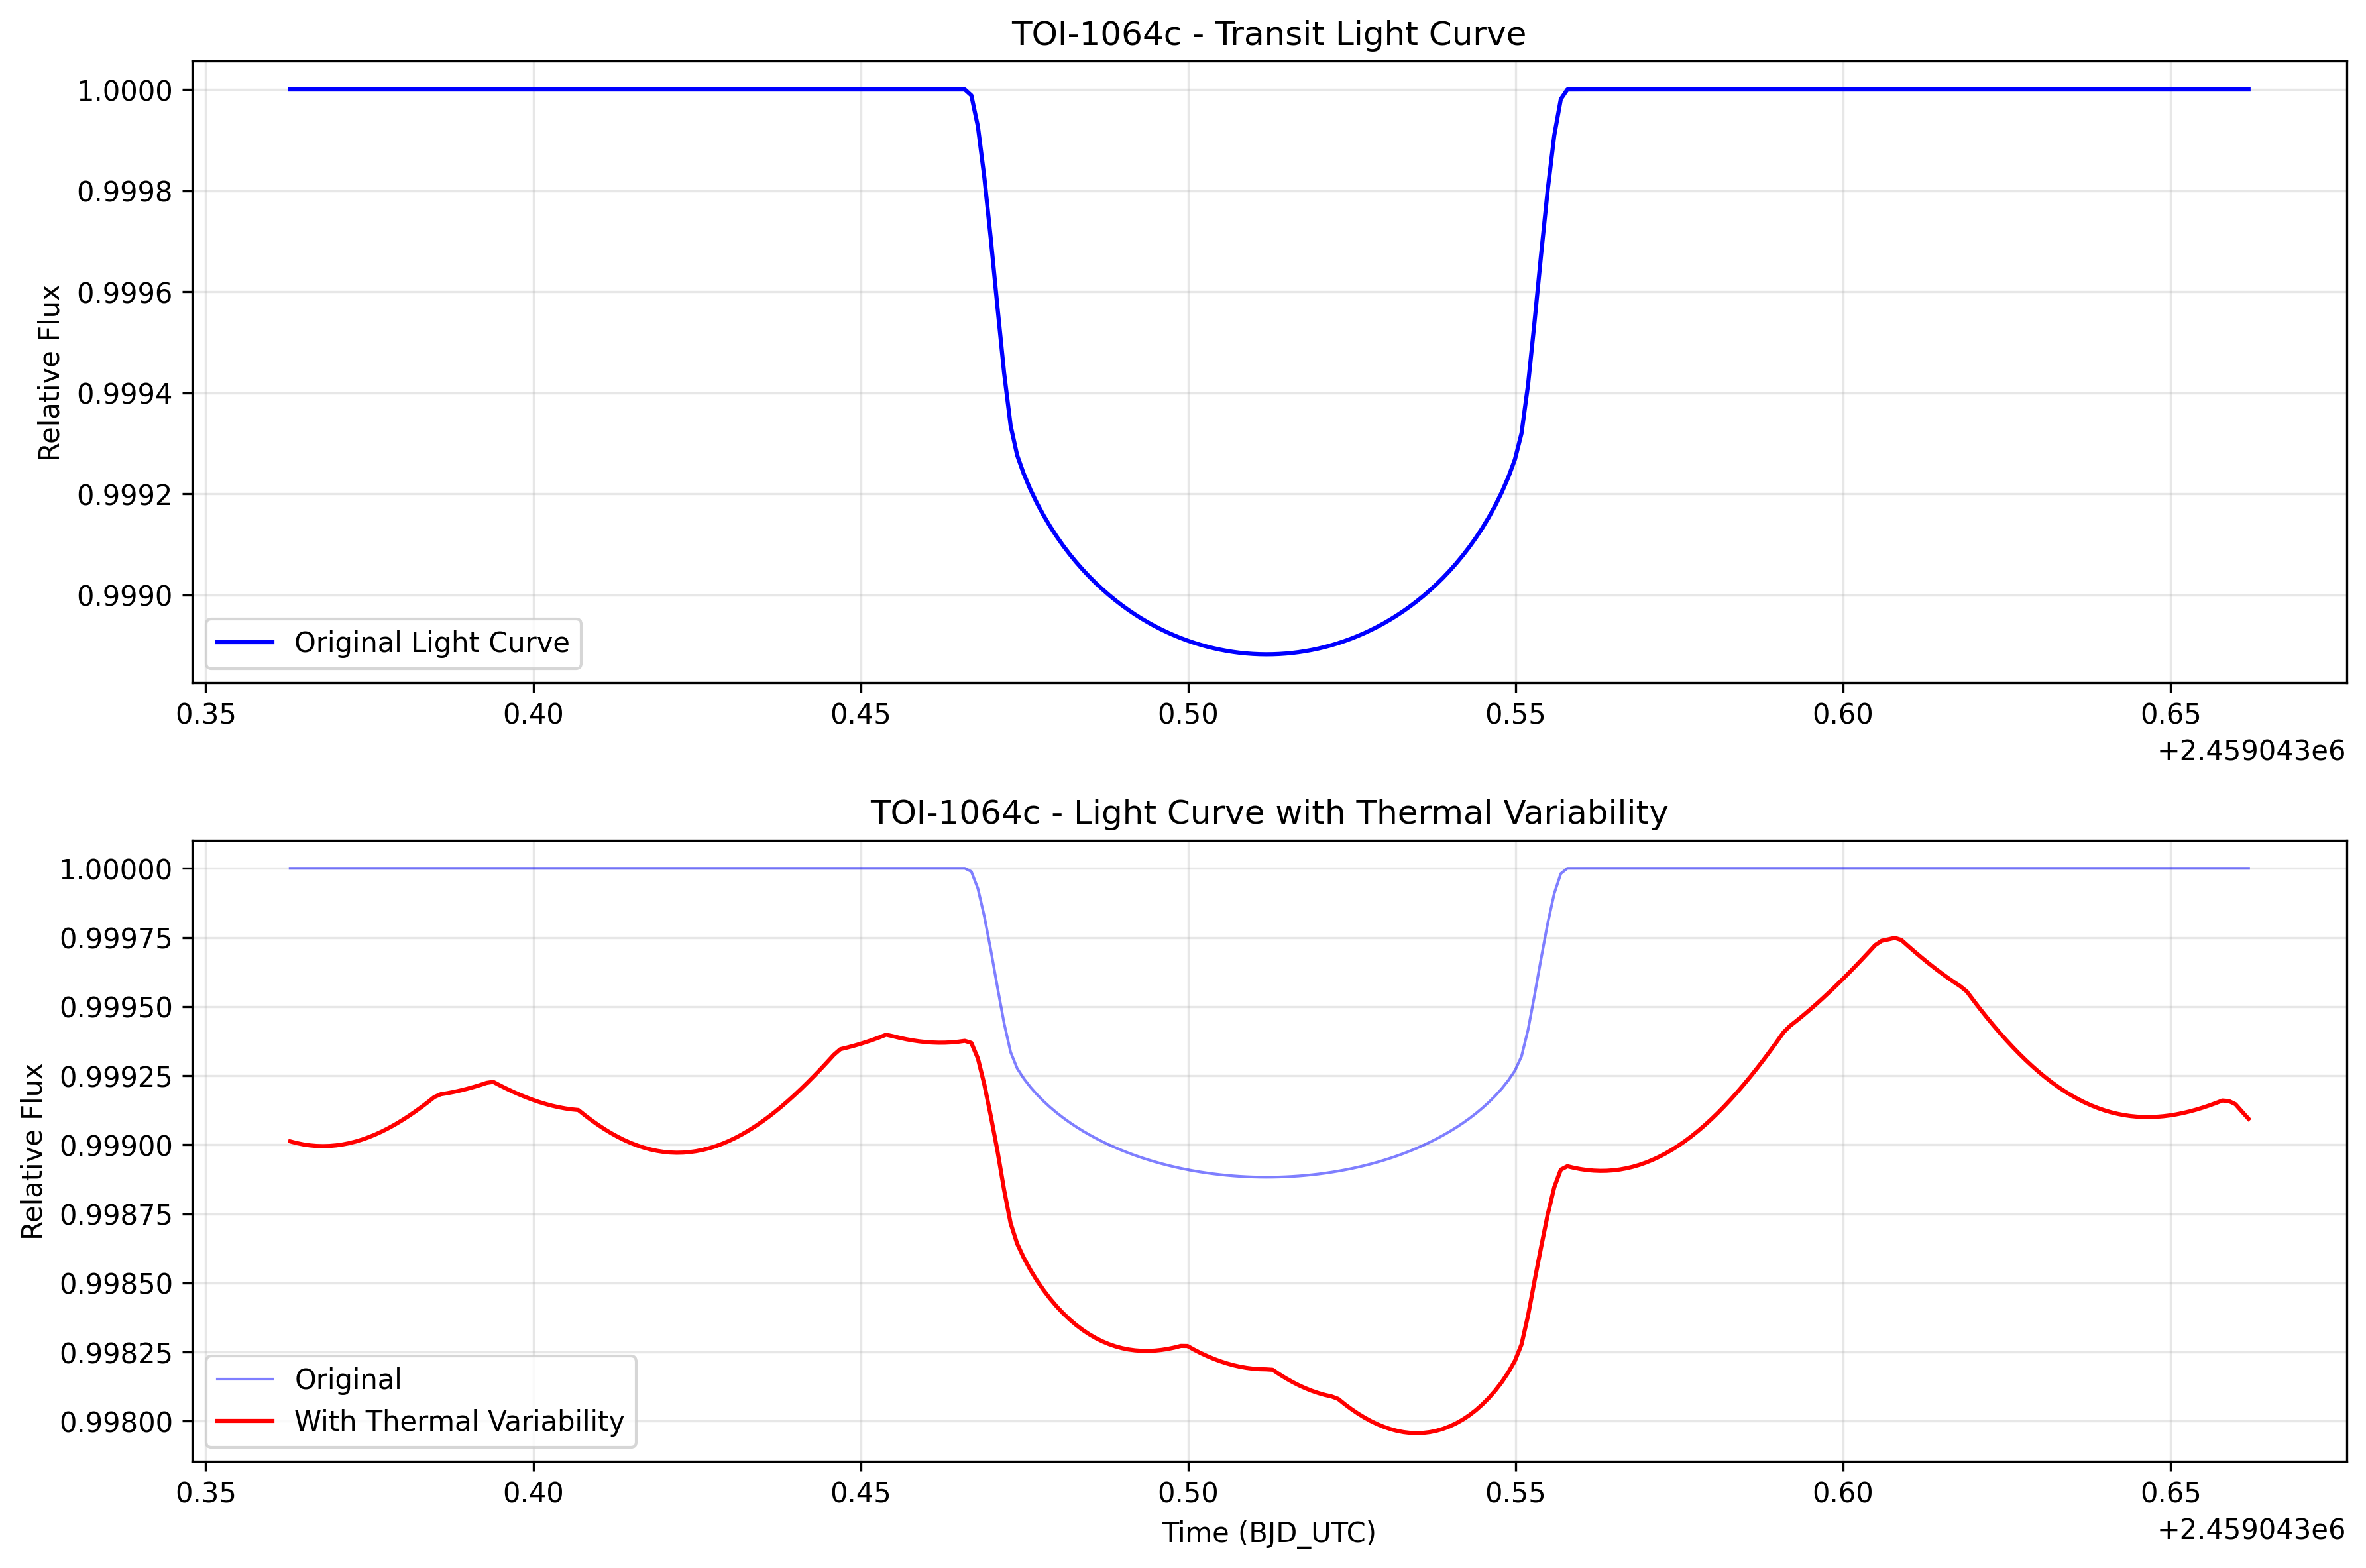 TOI-1064c - Transit Light Curve
1.0000
0.9998
0.9996
0.9994
0.9992
0.9990
Relative Flux
Original Light Curve
0.35 0.40 0.45 0.50 0.55 0.60 0.65
+2.459043e6
TOI-1064c - Light Curve with Thermal Variability
1.00000
0.99975
0.99950
0.99925
0.99900
0.99875
0.99850
0.99825
0.99800
Relative Flux
Original
With Thermal Variability
0.35 0.40 0.45 0.50 0.55 0.60 0.65
+2.459043e6
Time (BJD_UTC)